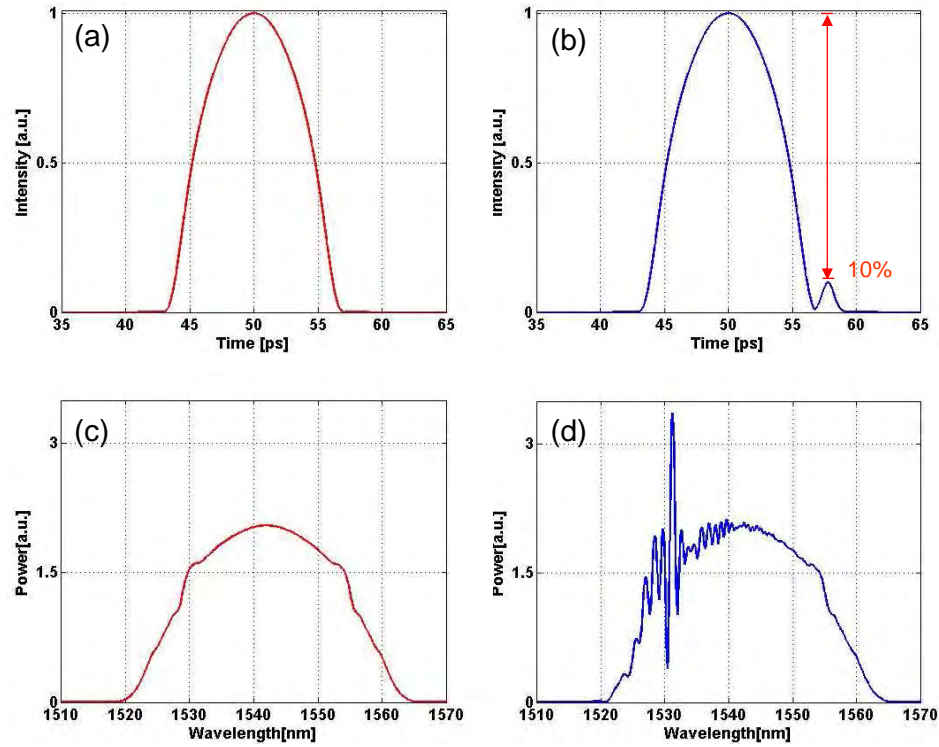 (a)
1
0.5
0
Intensity [a.u.]
35 40 45 50 55 60 65
Time [ps]
(b)
10%
1
0.5
0
Intensity [a.u.]
35 40 45 50 55 60 65
Time [ps]
(c)
3
1.5
0
Power[a.u.]
1510 1520 1530 1540 1550 1560 1570
Wavelength[nm]
(d)
3
1.5
0
Power[a.u.]
1510 1520 1530 1540 1550 1560 1570
Wavelength[nm]